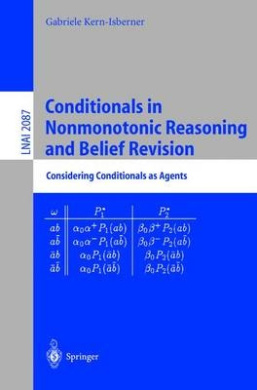 Gabriele Kern-Isberner
LNAI 2087
Conditionals in
Nonmonotonic Reasoning
and Belief Revision
Considering Conditionals as Agents
ω P₁* P₂*
ab α₀α⁺P₁(ab) β₀β⁺P₂(ab)
ab̄ α₀α⁻P₁(ab̄) β₀β⁻P₂(ab̄)
āb α₀P₁(āb) β₀P₂(āb)
āb̄ α₀P₁(āb̄) β₀P₂(āb̄)
Springer